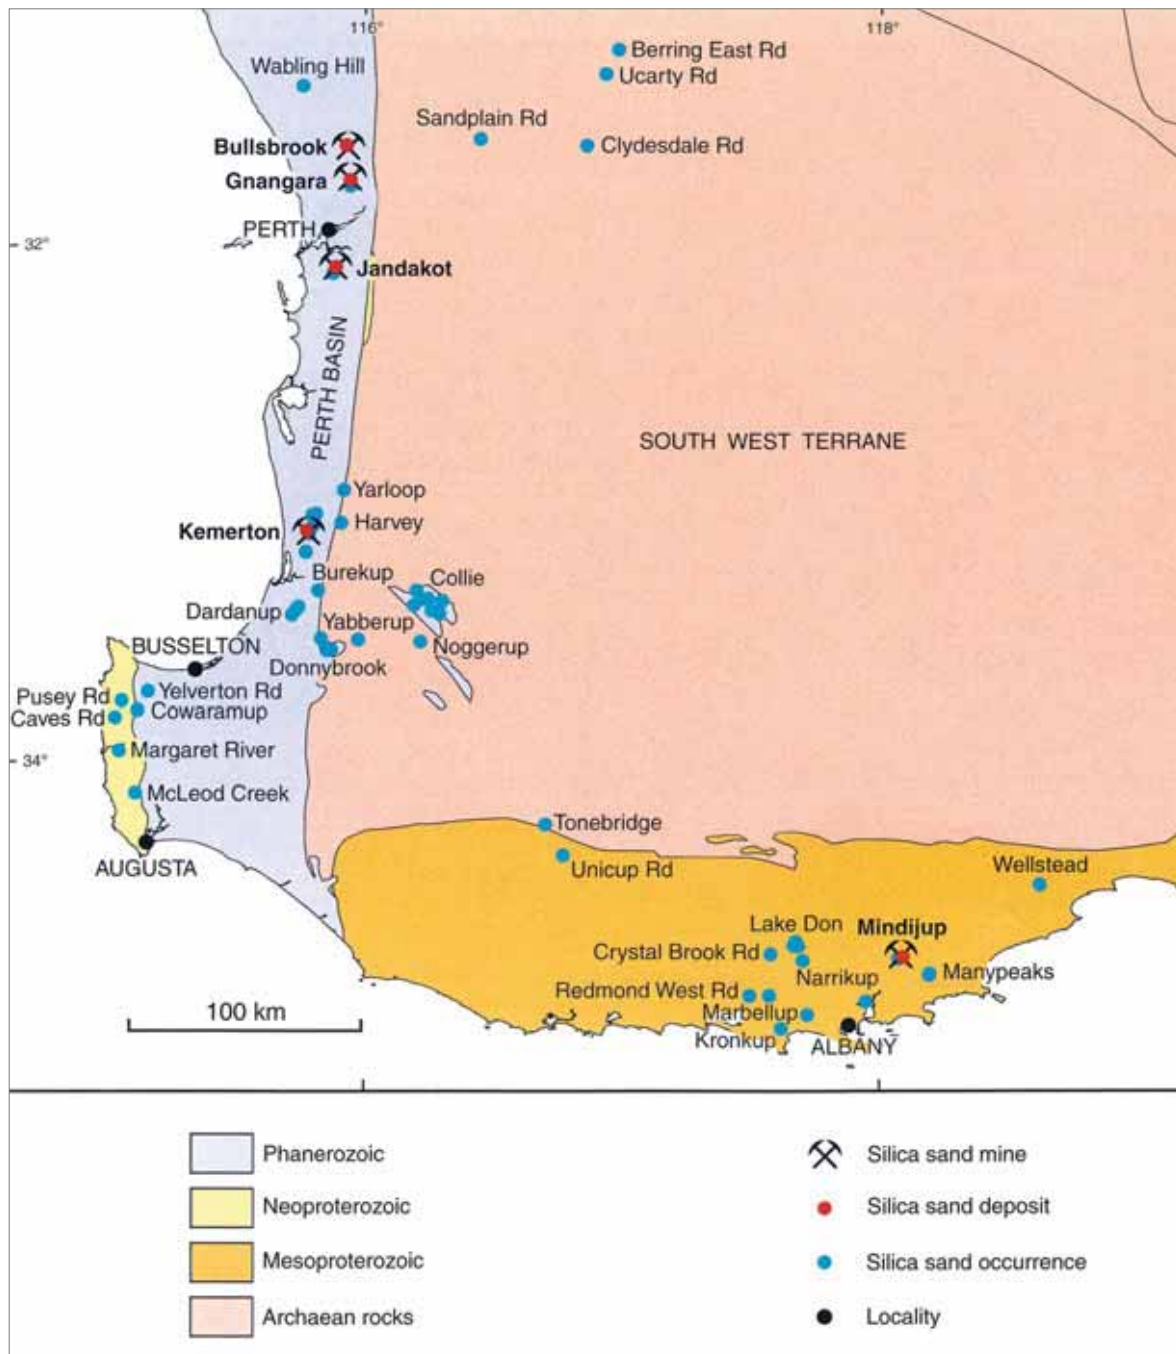 116°
118°
Berring East Rd
Ucarty Rd
Wabling Hill
Sandplain Rd
Clydesdale Rd
Bullsbrook
Gnangara
PERTH
32°
Jandakot
PERTH BASIN
SOUTH WEST TERRANE
Yarloop
Harvey
Kemerton
Burekup
Collie
Dardanup
Yabberup
BUSSELTON
Noggerup
Donnybrook
Pusey Rd
Yelverton Rd
Caves Rd
Cowaramup
Margaret River
34°
McLeod Creek
AUGUSTA
Tonebridge
Unicup Rd
Wellstead
Lake Don
Mindijup
Crystal Brook Rd
Narrikup
Manypeaks
Redmond West Rd
Marbellup
Kronkup
ALBANY
100 km
Phanerozoic
Neoproterozoic
Mesoproterozoic
Archaean rocks
Silica sand mine
Silica sand deposit
Silica sand occurrence
Locality